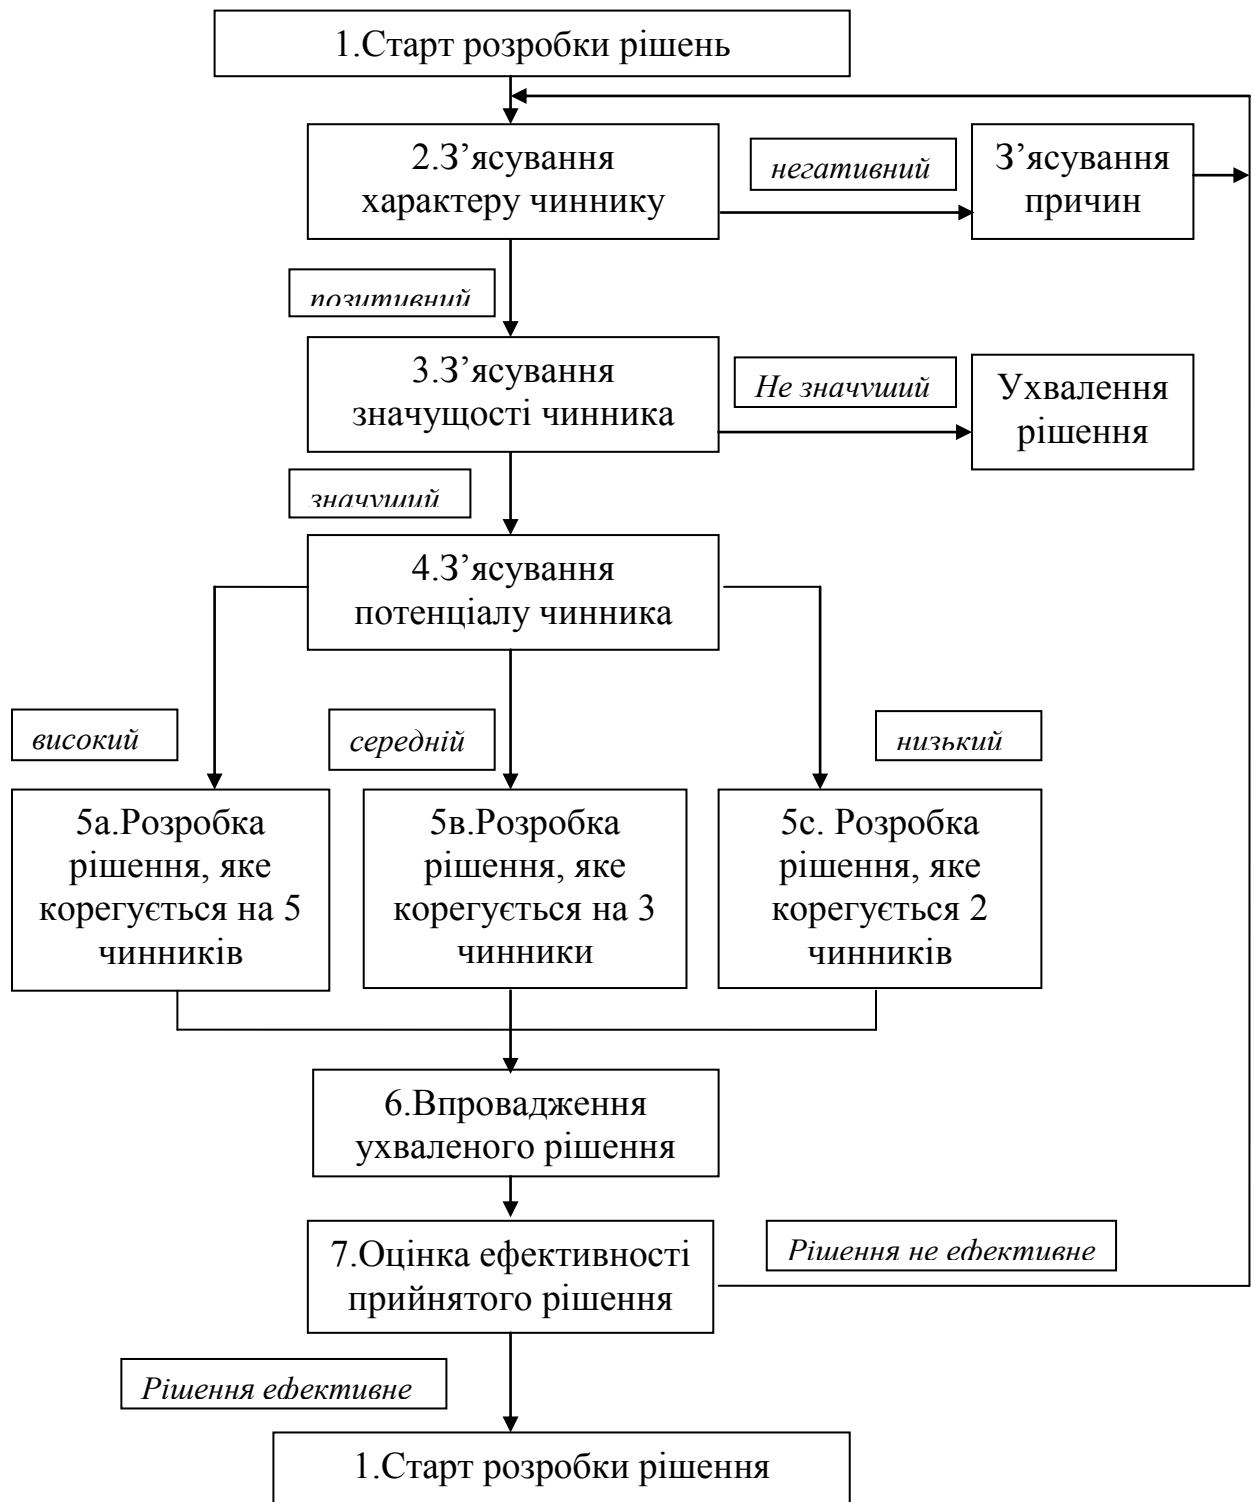 1.Старт розробки рішень
2.З’ясування
характеру чиннику
негативний
З’ясування
причин
позитивний
3.З’ясування
значущості чинника
Не значущий
Ухвалення
рішення
значущий
4.З’ясування
потенціалу чинника
високий
середній
низький
5а.Розробка
рішення, яке
корегується на 5
чинників
5в.Розробка
рішення, яке
корегується на 3
чинники
5с. Розробка
рішення, яке
корегується 2
чинників
6.Впровадження
ухваленого рішення
7.Оцінка ефективності
прийнятого рішення
Рішення не ефективне
Рішення ефективне
1.Старт розробки рішення